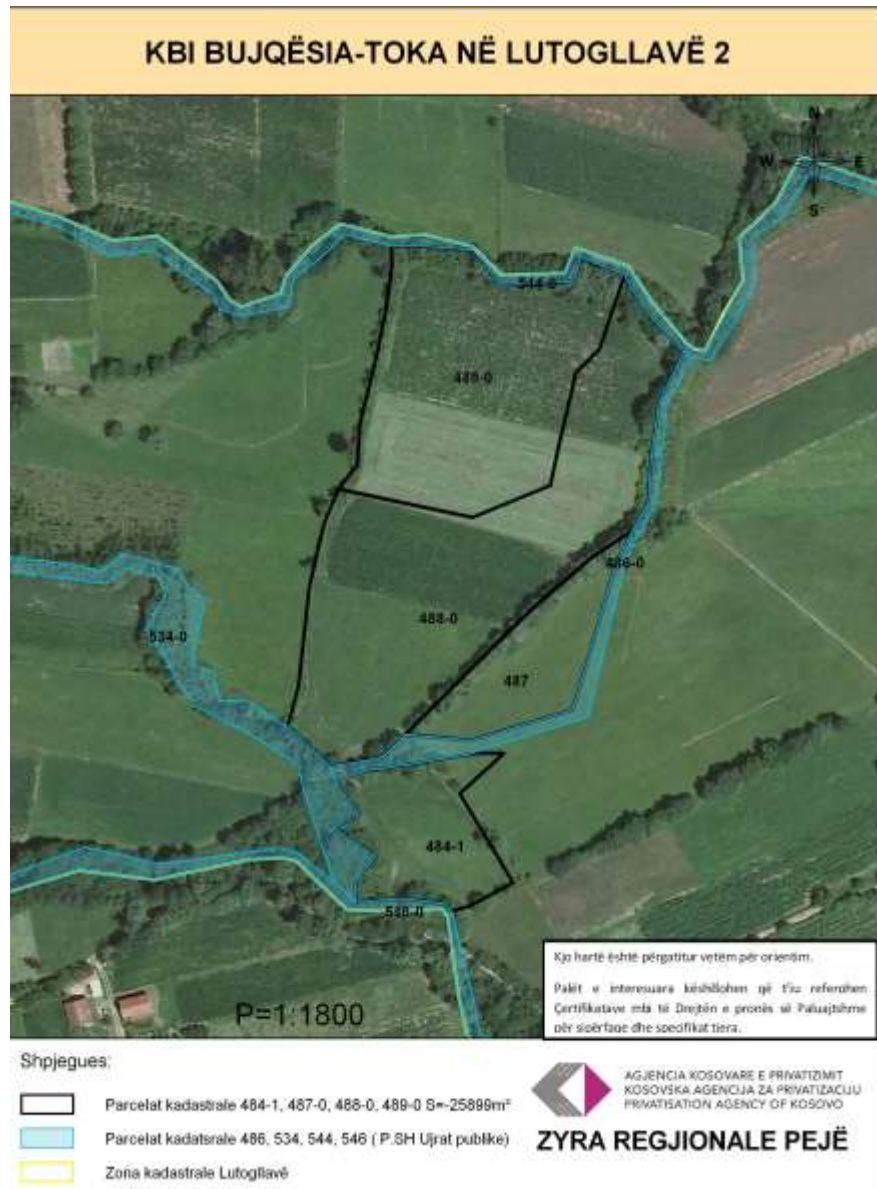 KBI BUJQËSIA-TOKA NË LUTOGLLAVË 2
N
W E
S
544-0
489-0
486-0
534-0
488-0
487
484-1
546-0
P=1:1800
Kjo hartë është përgatitur vetëm për orientim.
Palët e interesuara këshillohen që t'iu referohen
Çertifikatave mbi të Drejtën e pronës së Paluajtshme
për sipërfaqe dhe specifikat tjera.
Shpjegues:
Parcelat kadastrale 484-1, 487-0, 488-0, 489-0 S=-25899m²
Parcelat kadatsrale 486, 534, 544, 546 ( P.SH Ujrat publike)
Zona kadastrale Lutogllavë
AGJENCIA KOSOVARE E PRIVATIZIMIT
KOSOVSKA AGENCIJA ZA PRIVATIZACIJU
PRIVATISATION AGENCY OF KOSOVO
ZYRA REGJIONALE PEJË